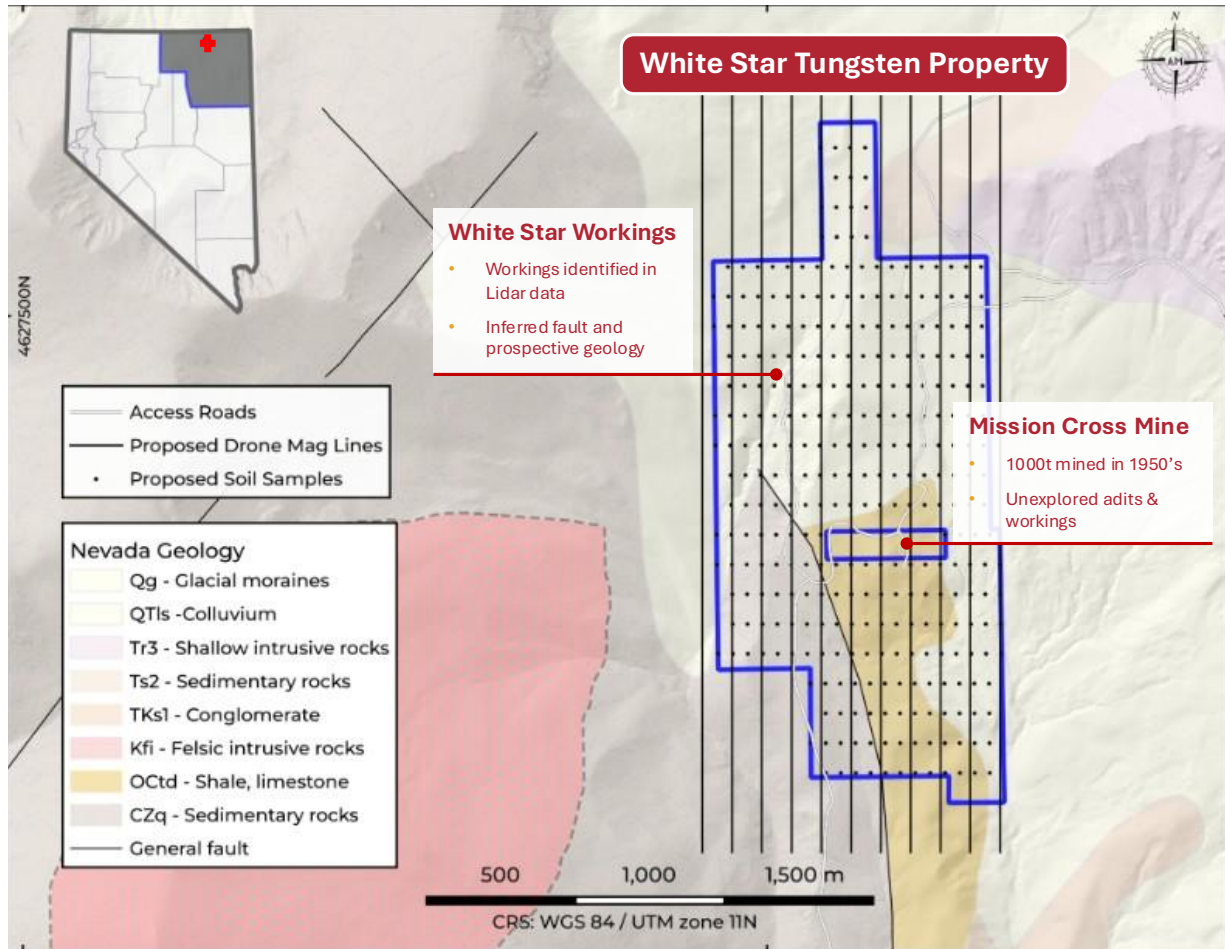 White Star Tungsten Property
N
AM
4627500N
White Star Workings
• Workings identified in
Lidar data
• Inferred fault and
prospective geology
Access Roads
Proposed Drone Mag Lines
Proposed Soil Samples
Mission Cross Mine
• 1000t mined in 1950's
• Unexplored adits &
workings
Nevada Geology
Qg - Glacial moraines
QTls -Colluvium
Tr3 - Shallow intrusive rocks
Ts2 - Sedimentary rocks
TKs1 - Conglomerate
Kfi - Felsic intrusive rocks
OCtd - Shale, limestone
CZq - Sedimentary rocks
General fault
500 1,000 1,500 m
CRS: WGS 84 / UTM zone 11N